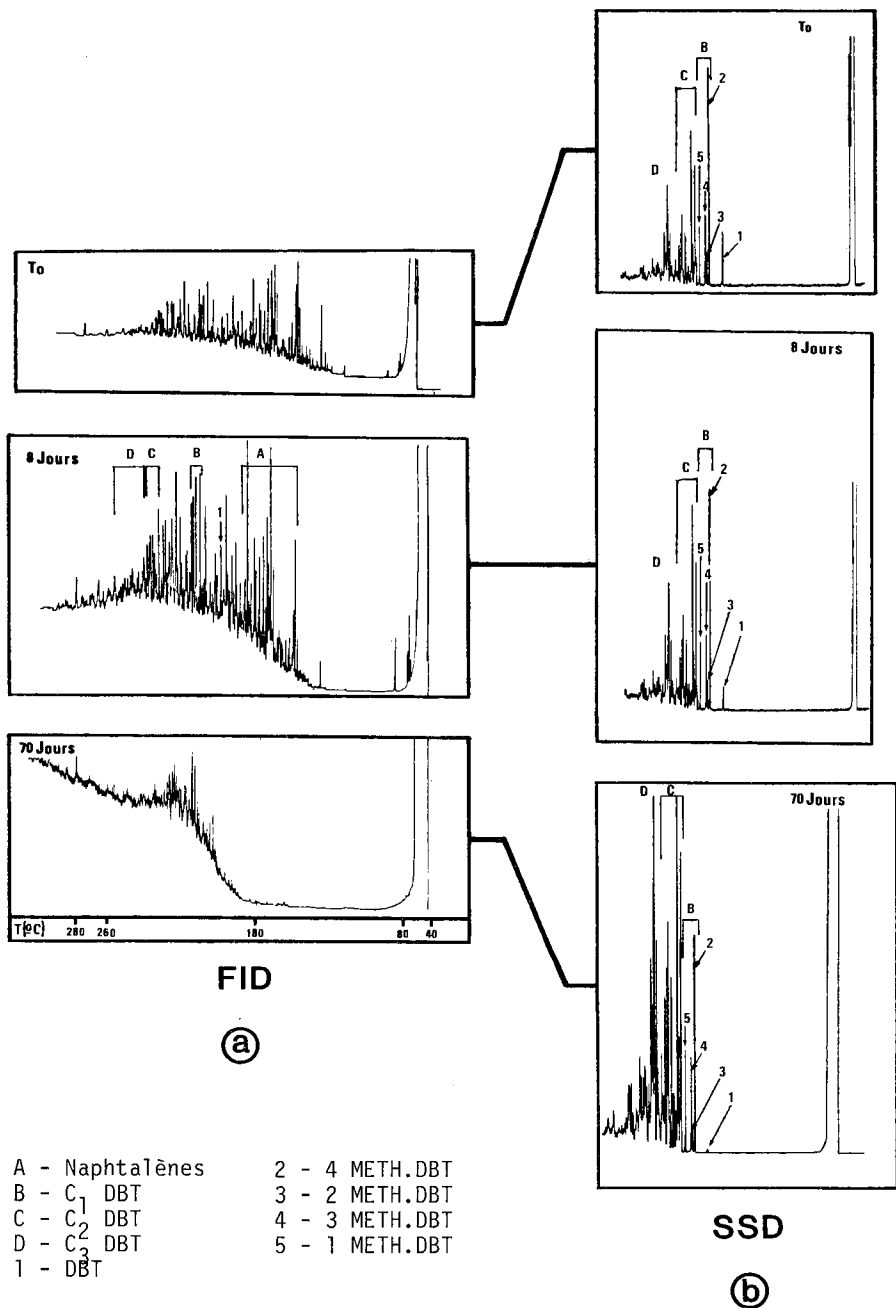 To
8 Jours
D C B A
1
70 Jours
T(ºC) 280 260 180 80 40
FID
a
To
B
2
C
5
D
4
3
1
8 Jours
B
2
C
5
D
4
3
1
70 Jours
D C
B
2
5
4
3
1
SSD
b
A - Naphtalènes
B - C1 DBT
C - C2 DBT
D - C3 DBT
1 - DBT
2 - 4 METH.DBT
3 - 2 METH.DBT
4 - 3 METH.DBT
5 - 1 METH.DBT